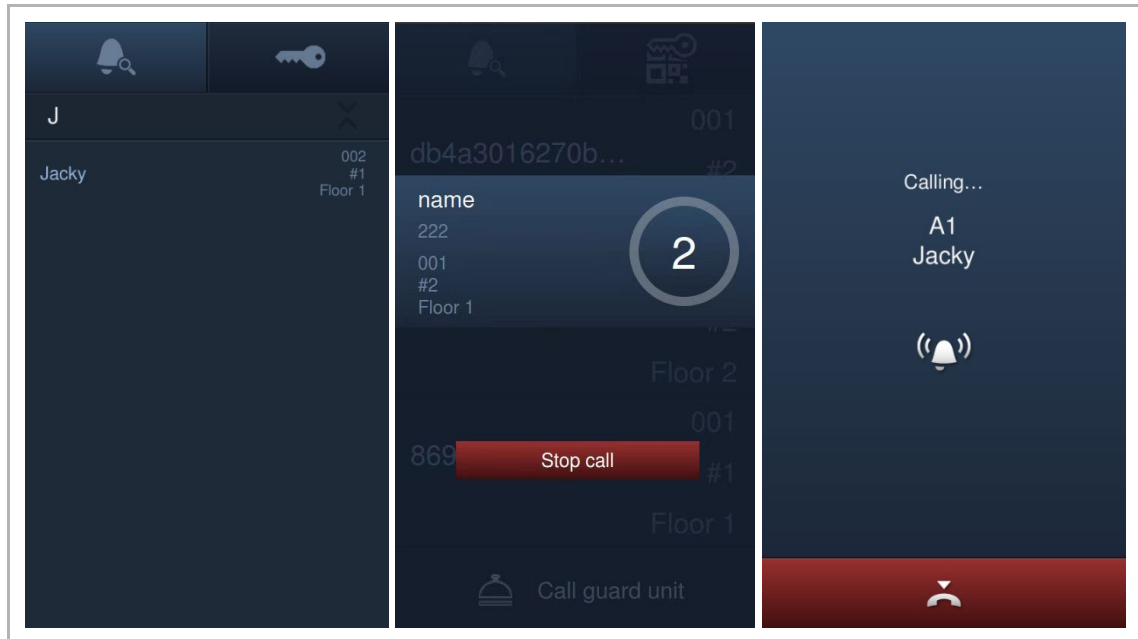 J
Jacky
002
#1
Floor 1
001
db4a3016270b...
#2
name
222
001
#2
Floor 1
2
#2
Floor 2
001
869
Stop call
#1
Floor 1
Call guard unit
Calling...
A1
Jacky